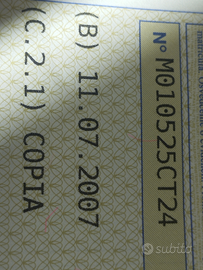 N° M010525CT24
(B) 11.07.2007
(C.2.1) COPIA
subito